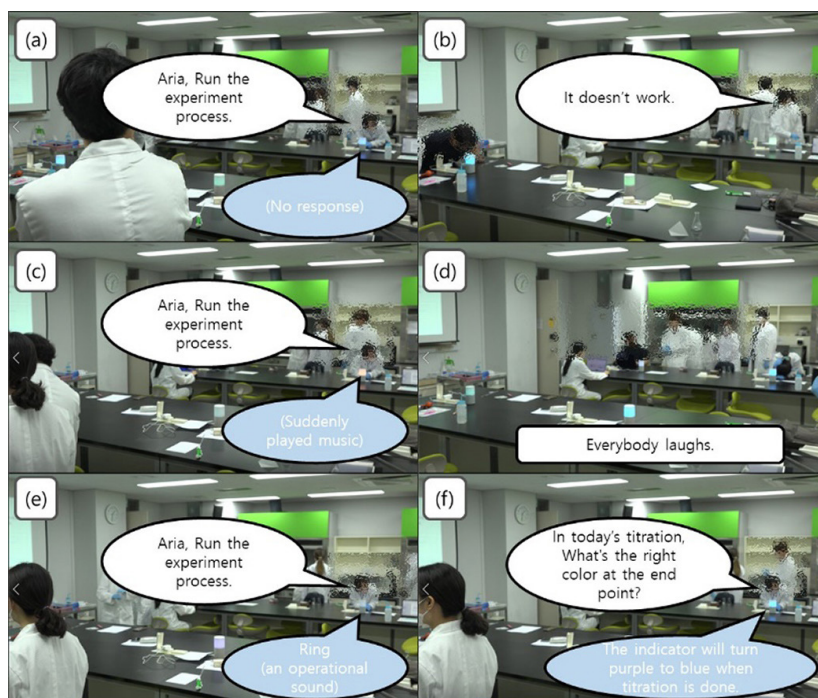 (a)
Aria, Run the
experiment
process.
(No response)
(b)
It doesn't work.
(c)
Aria, Run the
experiment
process.
(Suddenly
played music)
(d)
Everybody laughs.
(e)
Aria, Run the
experiment
process.
Ring
(an operational
sound)
(f)
In today's titration,
What's the right
color at the end
point?
The indicator will turn
purple to blue when
titration is done.